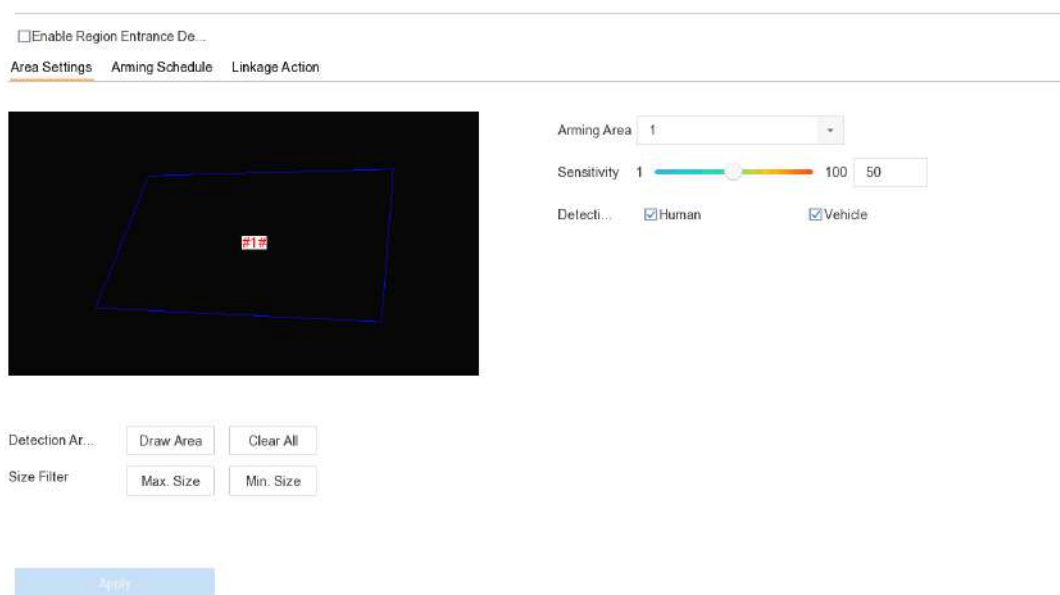 Enable Region Entrance De...
Area Settings Arming Schedule Linkage Action
Arming Area 1
Sensitivity 1 100 50
Detecti... Human Vehicle
#1#
Detection Ar... Draw Area Clear All
Size Filter Max. Size Min. Size
Apply